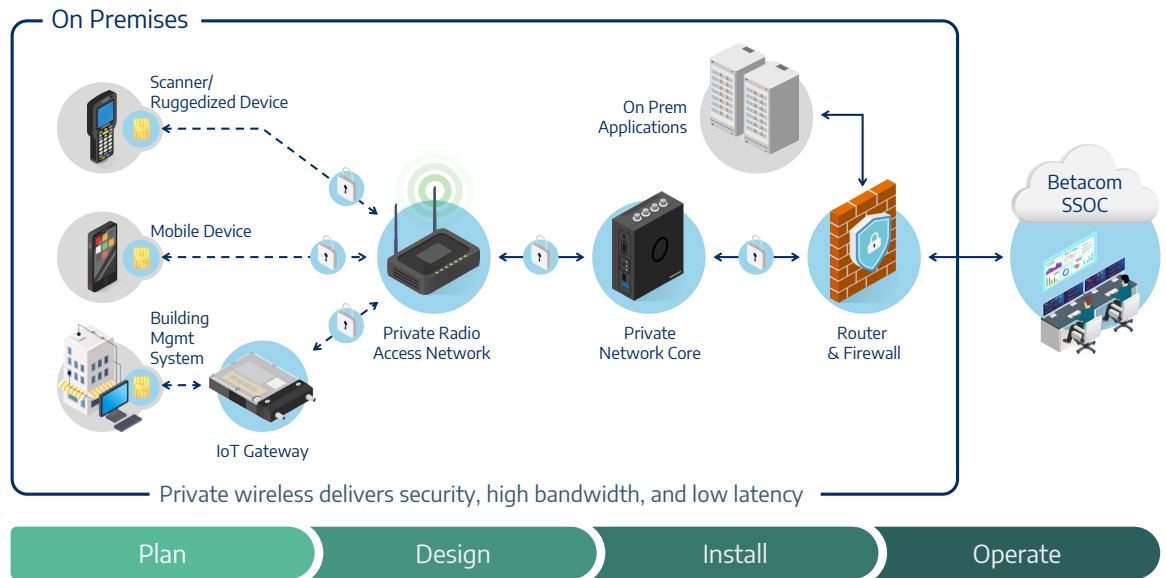 On Premises
Scanner/
Ruggedized Device
On Prem
Applications
Mobile Device
Betacom
SSOC
Building
Mgmt
System
Private Radio
Access Network
Private
Network Core
Router
& Firewall
IoT Gateway
Private wireless delivers security, high bandwidth, and low latency
Plan
Design
Install
Operate